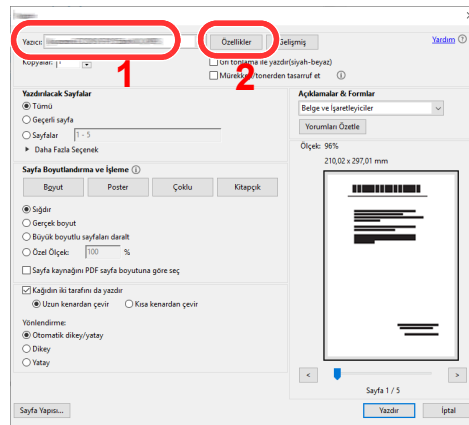 Yazıcı:
Özellikler
Gelişmiş
Yardım
Kopyalar: 1
Gri tonlama ile yazdır(siyah-beyaz)
Mürekkep/tonerden tasarruf et
1
2
Yazdırılacak Sayfalar
Tümü
Geçerli sayfa
Sayfalar 1 - 5
Daha Fazla Seçenek
Sayfa Boyutlandırma ve İşleme
Boyut Poster Çoklu Kitapçık
Sığdır
Gerçek boyut
Büyük boyutlu sayfaları daralt
Özel Ölçek: 100 %
Sayfa kaynağını PDF sayfa boyutuna göre seç
Kağıdın iki tarafını da yazdır
Uzun kenardan çevir Kısa kenardan çevir
Yönlendirme:
Otomatik dikey/yatay
Dikey
Yatay
Açıklamalar & Formlar
Belge ve İşaretleyiciler
Yorumları Özetle
Ölçek: 96%
210,02 x 297,01 mm
< >
Sayfa 1 / 5
Sayfa Yapısı... Yazdır İptal